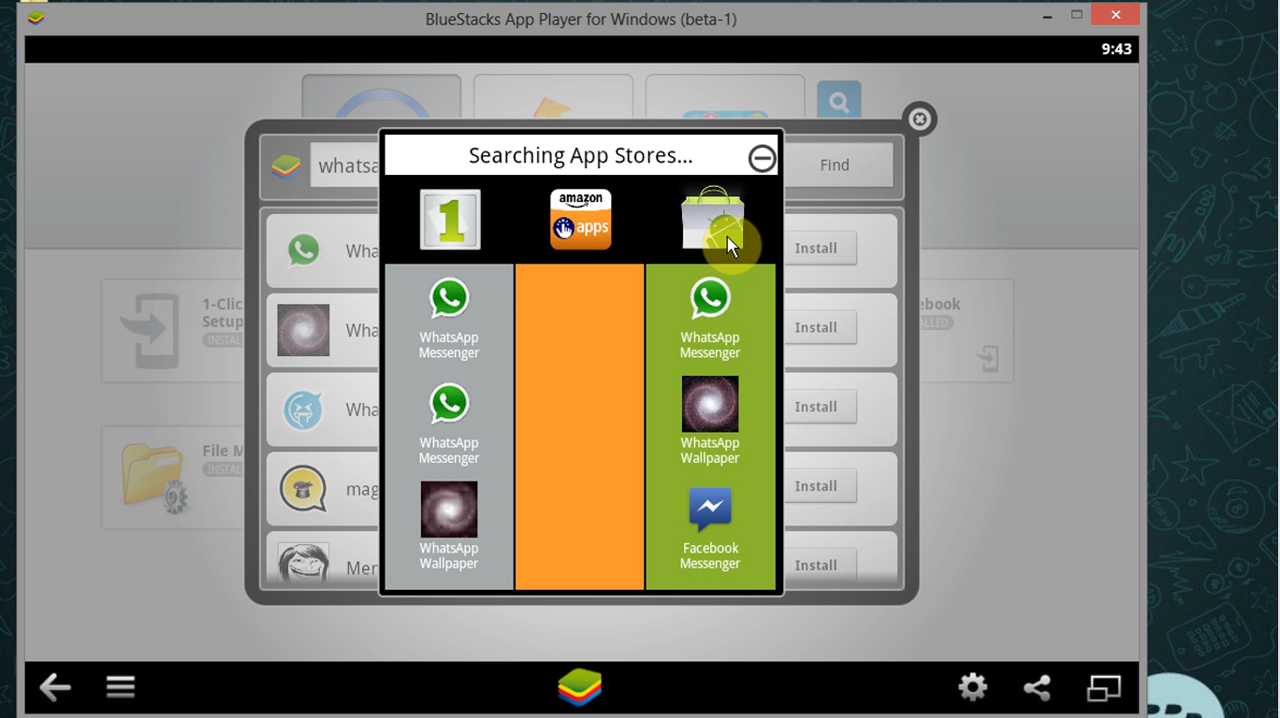 BlueStacks App Player for Windows (beta-1)
9:43
Searching App Stores...
whatsa
Find
1
amazon
apps
Wha
Install
Wha
Install
Wha
Install
mag
Install
Mer
Install
WhatsApp
Messenger
WhatsApp
Messenger
WhatsApp
Wallpaper
WhatsApp
Messenger
WhatsApp
Wallpaper
Facebook
Messenger
1-Clic
Setup
INSTAL
File M
INSTAL
ebook
LLED